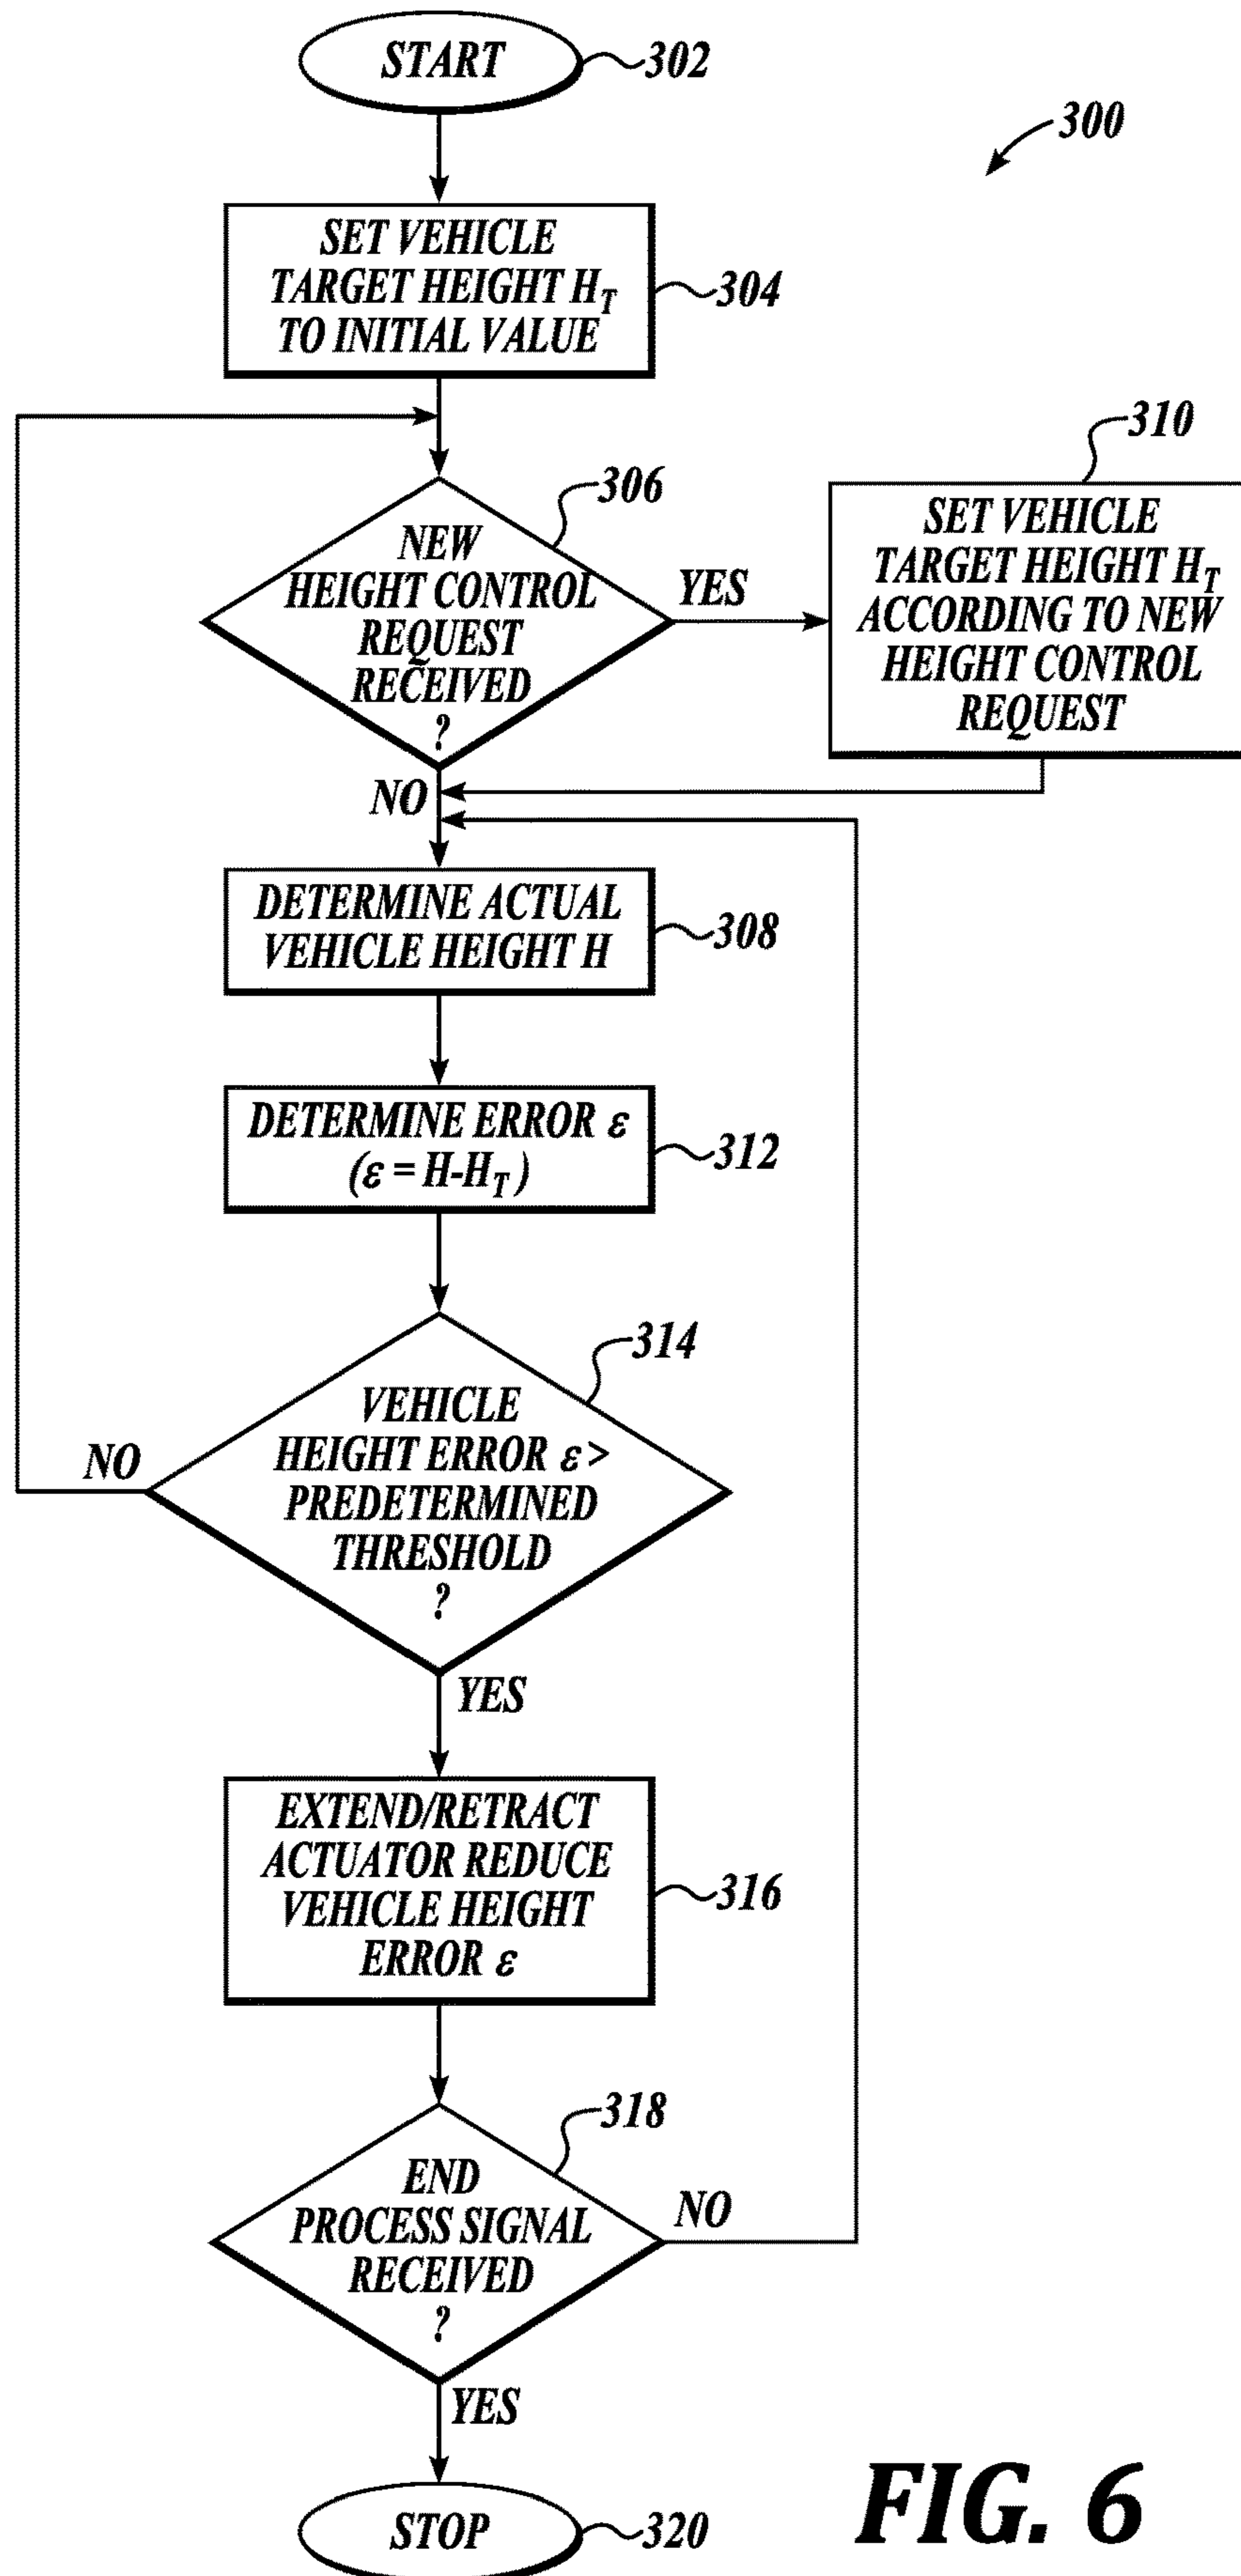 START
302
300
SET VEHICLE
TARGET HEIGHT H_T
TO INITIAL VALUE
304
310
306
NEW
HEIGHT CONTROL
REQUEST
RECEIVED
?
YES
SET VEHICLE
TARGET HEIGHT H_T
ACCORDING TO NEW
HEIGHT CONTROL
REQUEST
NO
DETERMINE ACTUAL
VEHICLE HEIGHT H
308
DETERMINE ERROR ε
(ε = H-H_T)
312
314
VEHICLE
HEIGHT ERROR ε >
PREDETERMINED
THRESHOLD
?
NO
YES
EXTEND/RETRACT
ACTUATOR REDUCE
VEHICLE HEIGHT
ERROR ε
316
318
END
PROCESS SIGNAL
RECEIVED
?
NO
YES
STOP
320
FIG. 6